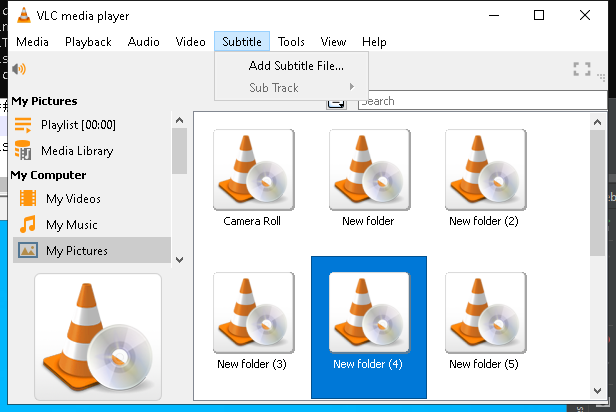 VLC media player
Media Playback Audio Video Subtitle Tools View Help
Add Subtitle File...
Sub Track
My Pictures
Playlist [00:00]
Media Library
My Computer
My Videos
My Music
My Pictures
Search
Camera Roll
New folder
New folder (2)
New folder (3)
New folder (4)
New folder (5)